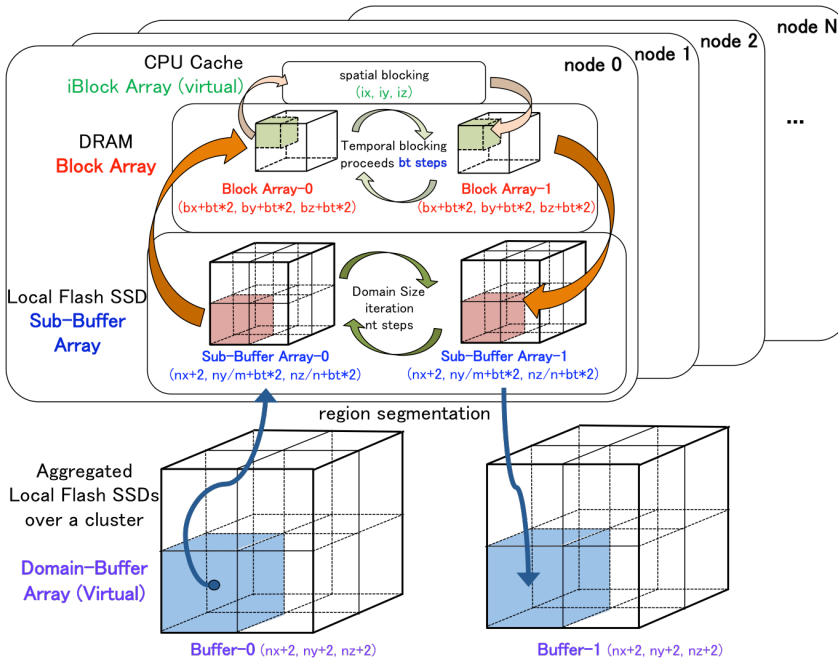 node N
node 2
node 1
node 0
...
CPU Cache
iBlock Array (virtual)
spatial blocking
(ix, iy, iz)
DRAM
Block Array
Temporal blocking
proceeds bt steps
Block Array-0
(bx+bt*2, by+bt*2, bz+bt*2)
Block Array-1
(bx+bt*2, by+bt*2, bz+bt*2)
Local Flash SSD
Sub-Buffer
Array
Domain Size
iteration
nt steps
Sub-Buffer Array-0
(nx+2, ny/m+bt*2, nz/n+bt*2)
Sub-Buffer Array-1
(nx+2, ny/m+bt*2, nz/n+bt*2)
region segmentation
Aggregated
Local Flash SSDs
over a cluster
Domain-Buffer
Array (Virtual)
Buffer-0 (nx+2, ny+2, nz+2)
Buffer-1 (nx+2, ny+2, nz+2)